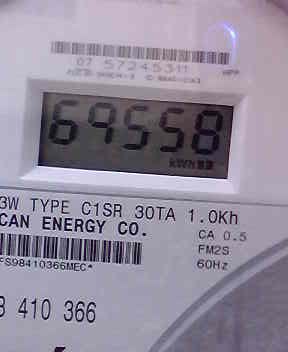 07 57245311
69558
kWh
3W TYPE C1SR 30TA 1.0Kh
CAN ENERGY CO.
CA 0.5
FM2S
FS98410366MEC*
60Hz
8 410 366